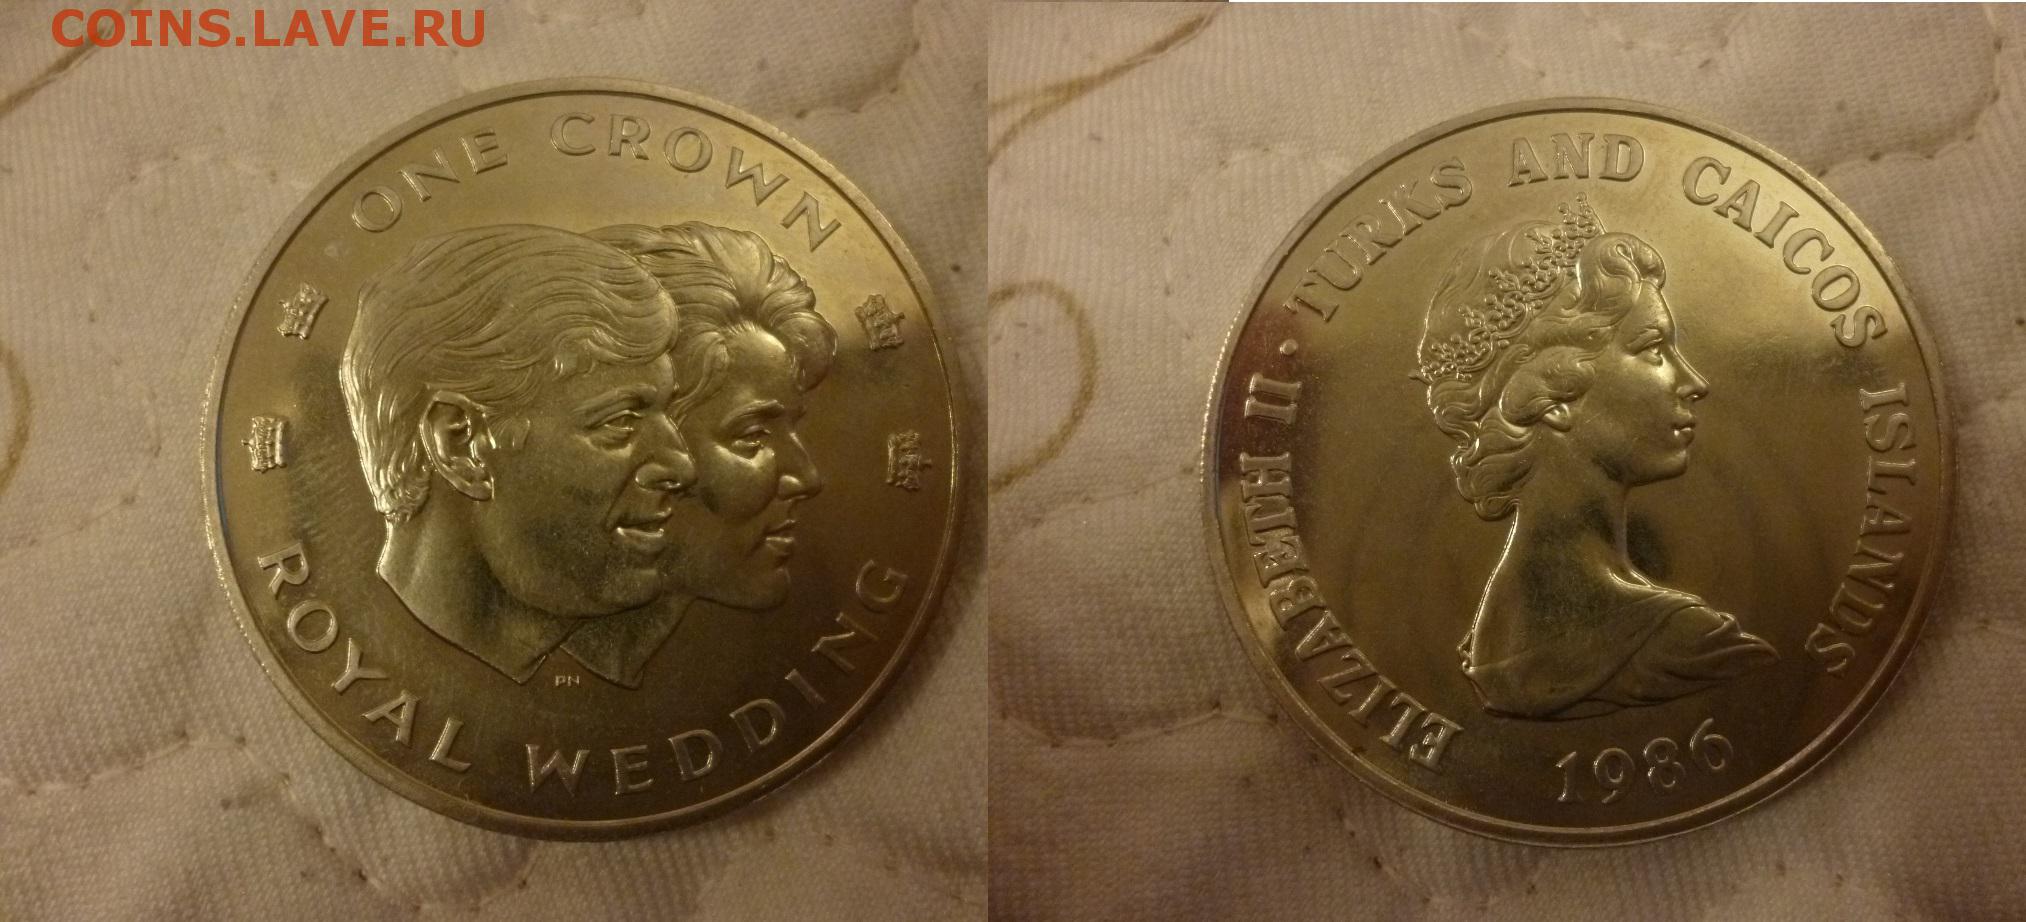 COINS.LAVE.RU
ONE CROWN
ROYAL WEDDING
PN
ELIZABETH II · TURKS AND CAICOS ISLANDS
1986